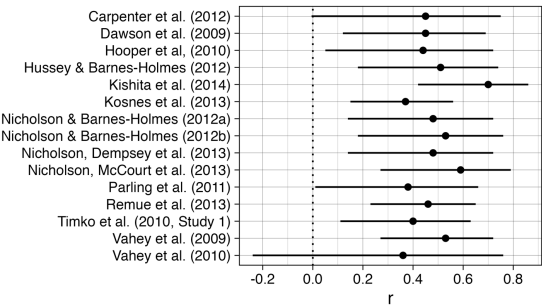 Carpenter et al. (2012)
Dawson et al. (2009)
Hooper et al, (2010)
Hussey & Barnes-Holmes (2012)
Kishita et al. (2014)
Kosnes et al. (2013)
Nicholson & Barnes-Holmes (2012a)
Nicholson & Barnes-Holmes (2012b)
Nicholson, Dempsey et al. (2013)
Nicholson, McCourt et al. (2013)
Parling et al. (2011)
Remue et al. (2013)
Timko et al. (2010, Study 1)
Vahey et al. (2009)
Vahey et al. (2010)
-0.2 0.0 0.2 0.4 0.6 0.8
r